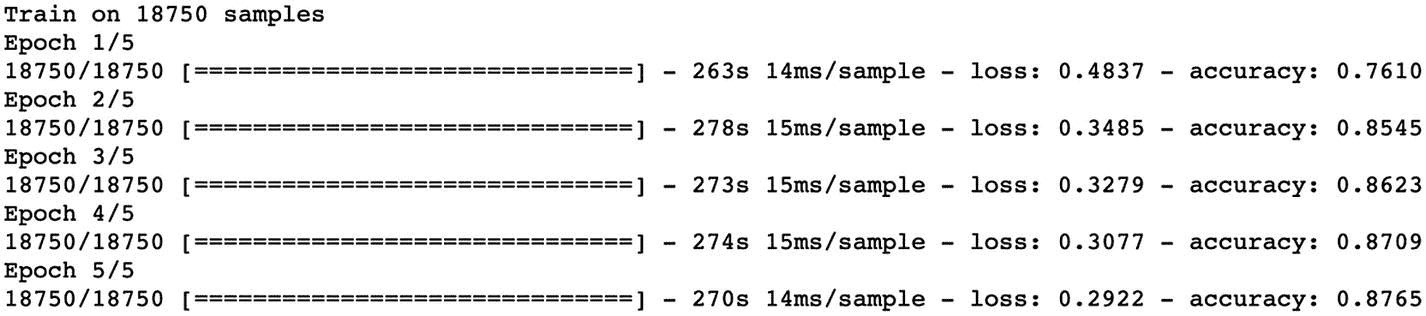 Train on 18750 samples
Epoch 1/5
18750/18750 [==============================] - 263s 14ms/sample - loss: 0.4837 - accuracy: 0.7610
Epoch 2/5
18750/18750 [==============================] - 278s 15ms/sample - loss: 0.3485 - accuracy: 0.8545
Epoch 3/5
18750/18750 [==============================] - 273s 15ms/sample - loss: 0.3279 - accuracy: 0.8623
Epoch 4/5
18750/18750 [==============================] - 274s 15ms/sample - loss: 0.3077 - accuracy: 0.8709
Epoch 5/5
18750/18750 [==============================] - 270s 14ms/sample - loss: 0.2922 - accuracy: 0.8765